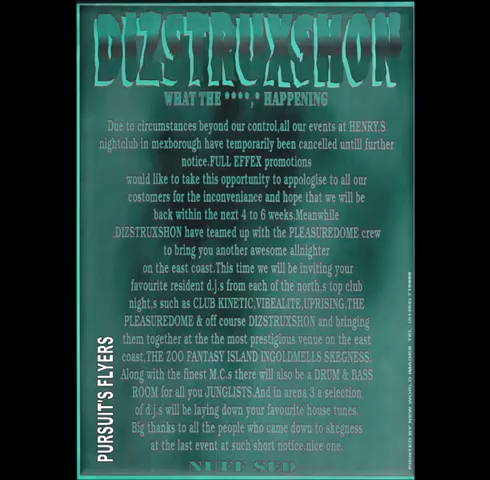 DIZSTRUXSHON
WHAT THE ****,* HAPPENING
Due to circumstances beyond our control,all our events at HENRY,S
nightclub in mexborough have temporarily been cancelled untill further
notice.FULL EFFEX promotions
would like to take this opportunity to appologise to all our
costomers for the inconveniance and hope that we will be
back within the next 4 to 6 weeks.Meanwhile
,DIZSTRUXSHON have teamed up with the PLEASUREDOME crew
to bring you another awesome allnighter
on the east coast.This time we will be inviting your
favourite resident d.j.s from each of the north,s top club
night,s such as CLUB KINETIC,VIBEALITE,UPRISING,THE
PLEASUREDOME & off course DIZSTRUXSHON and bringing
them together at the the most prestigious venue on the east
coast,THE ZOO FANTASY ISLAND INGOLDMELLS SKEGNESS.
Along with the finest M.C.s there will also be a DRUM & BASS
ROOM for all you JUNGLISTS.And in arena 3 a selection
of d.j.s will be laying down your favourite house tunes.
Big thanks to all the people who came down to skegness
at the last event at such short notice,nice one.
NUFF SED
PURSUIT'S FLYERS
PRINTED BY NEW WORLD IMAGES TEL